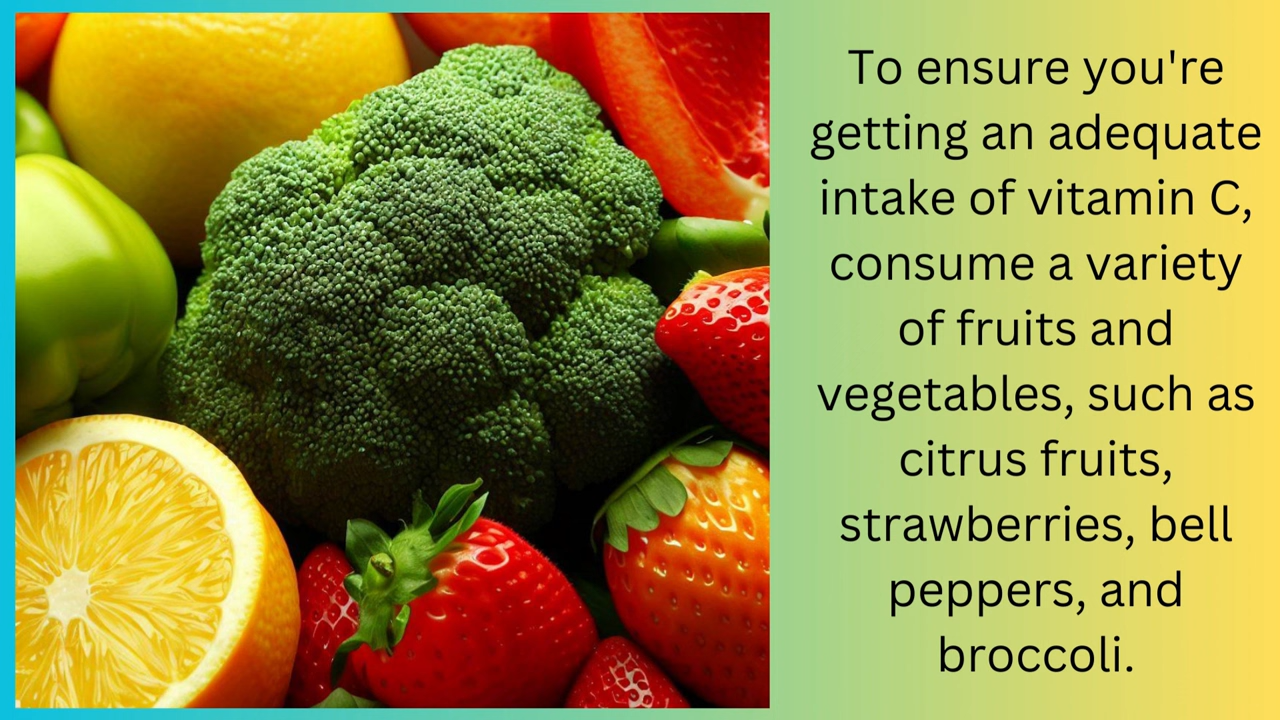 To ensure you're
getting an adequate
intake of vitamin C,
consume a variety
of fruits and
vegetables, such as
citrus fruits,
strawberries, bell
peppers, and
broccoli.